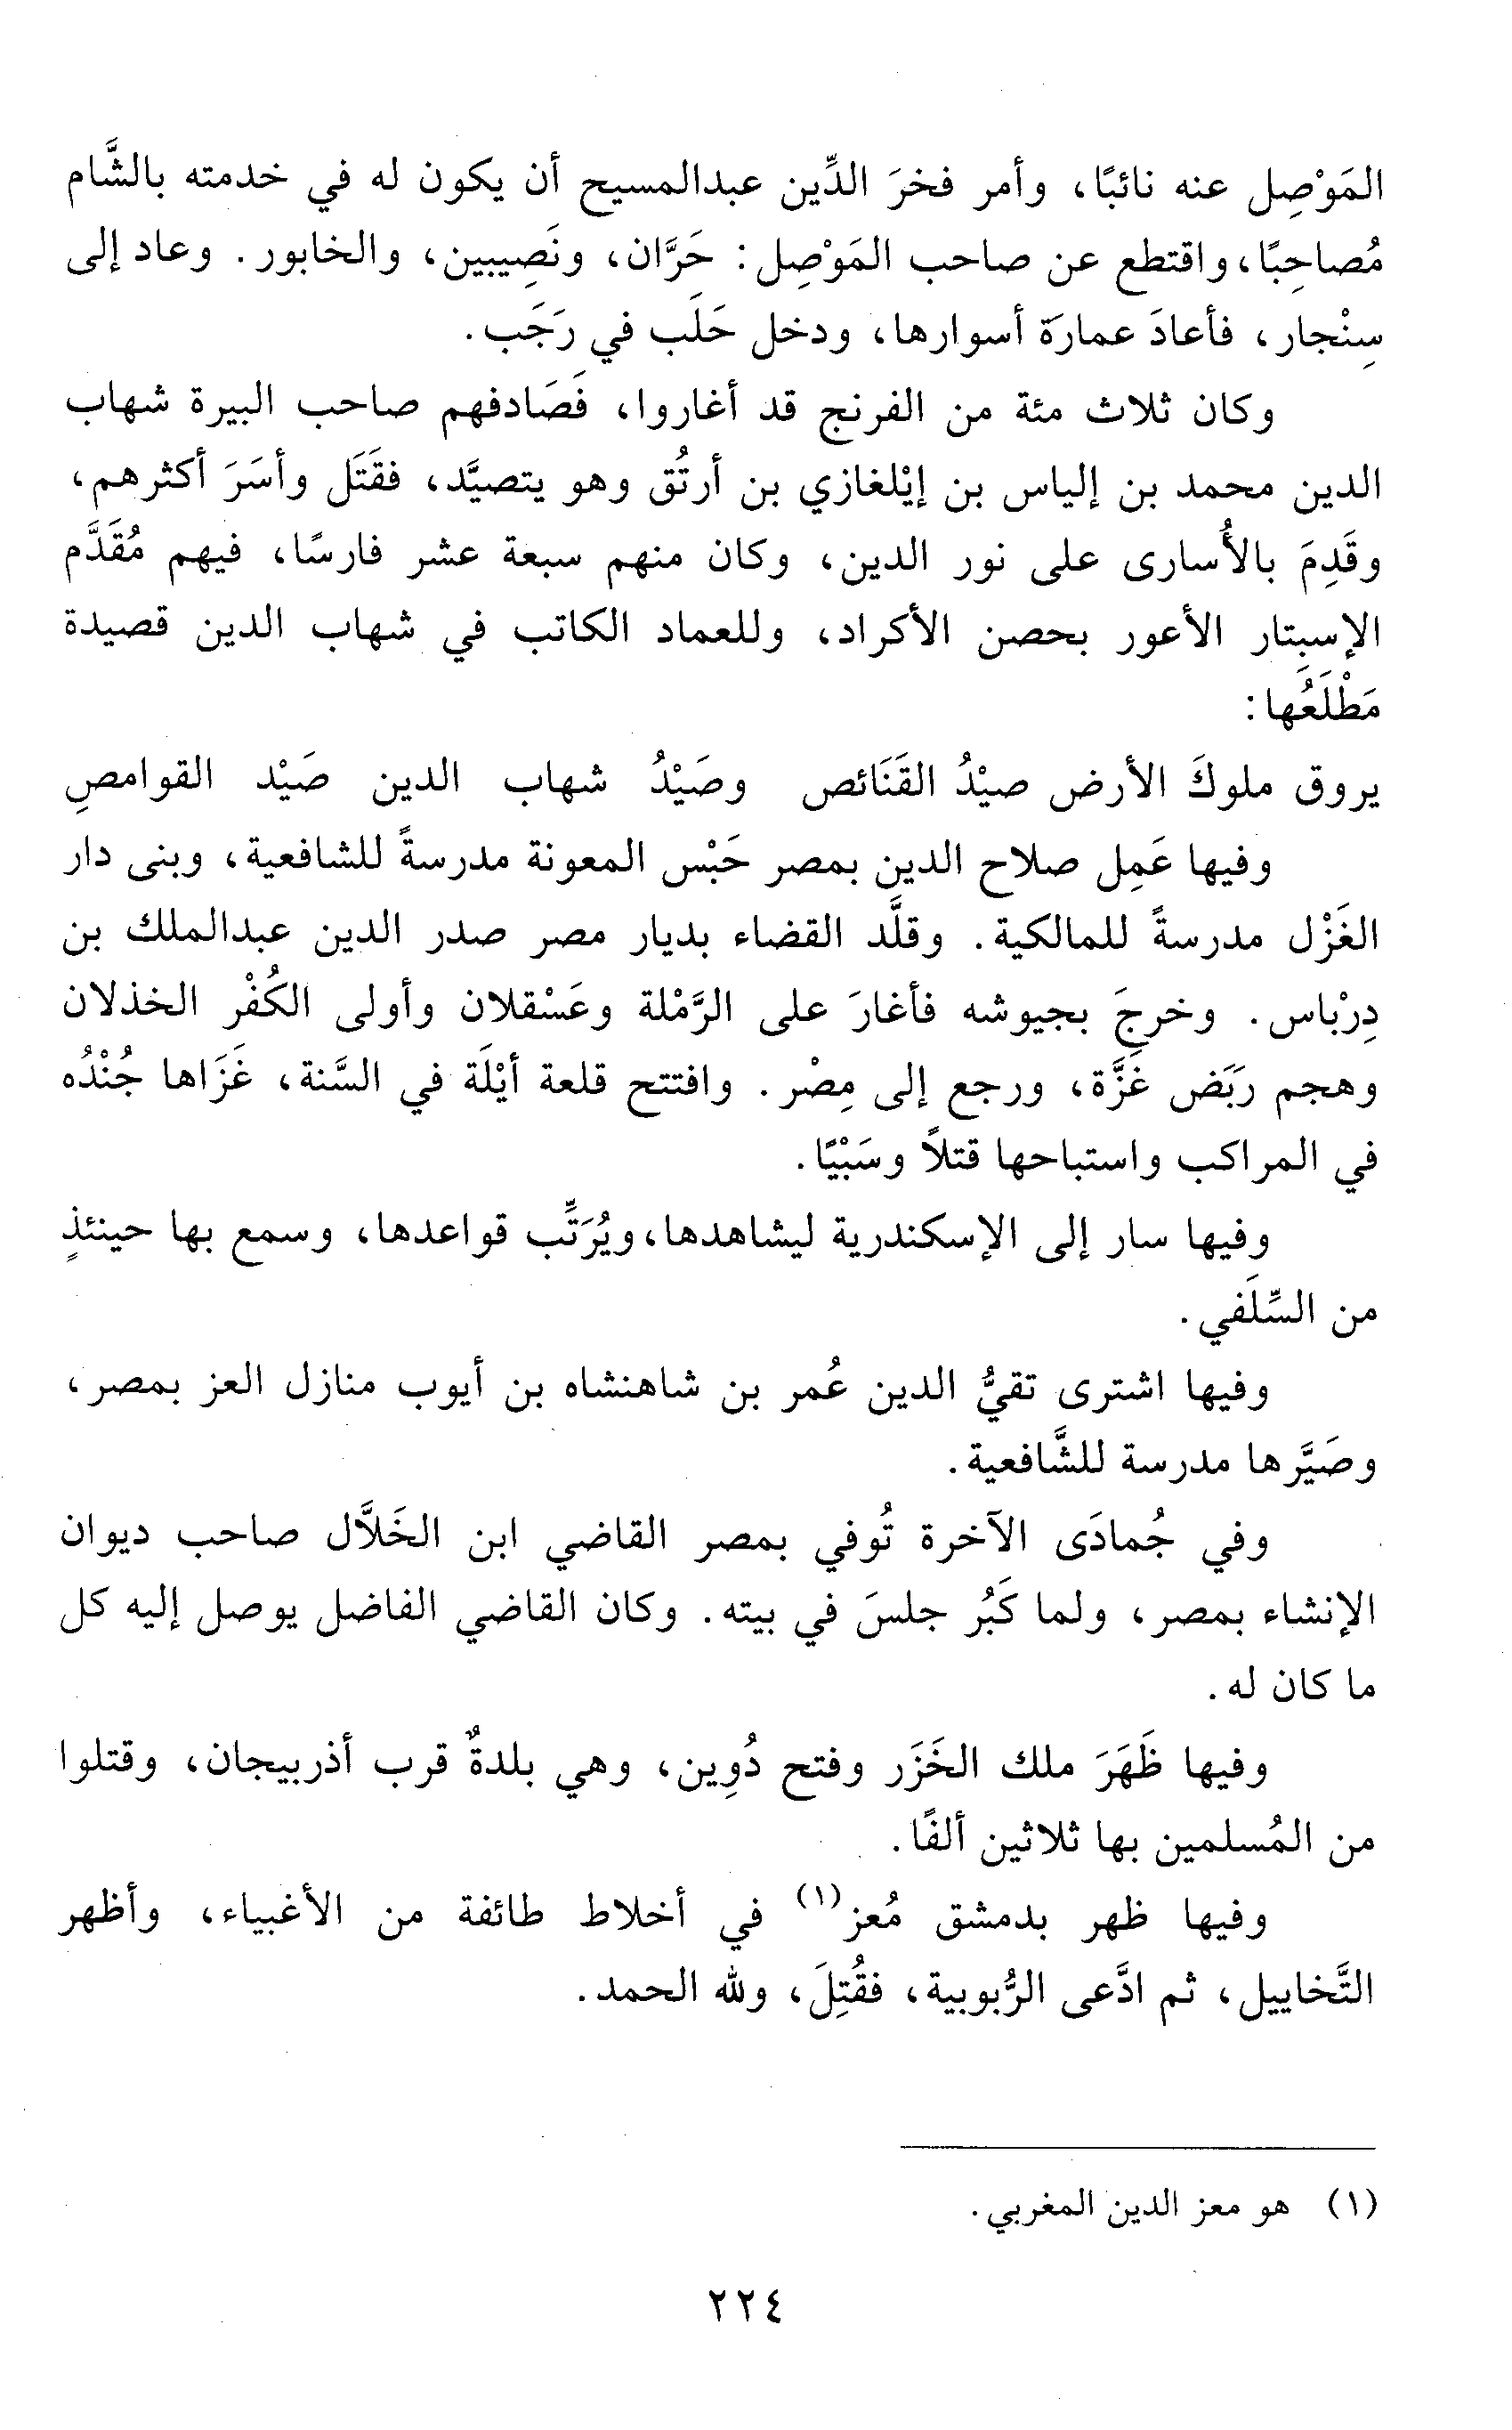 المَوْصِل عنه نائبًا، وأمر فخرَ الدِّين عبدالمسيح أن يكون له في خدمته بالشَّام
مُصاحِبًا، واقتطع عن صاحب المَوْصِل: حَرَّان، ونَصِيبين، والخابور. وعاد إلى
سِنْجار، فأعادَ عمارَة أسوارها، ودخل حَلَب في رَجَب.
وكان ثلاث مئة من الفرنج قد أغاروا، فَصَادفهم صاحب البيرة شهاب
الدين محمد بن إلياس بن إيْلغازي بن أرتُق وهو يتصيَّد، فقَتَل وأسَرَ أكثرهم،
وقَدِمَ بالأُسارى على نور الدين، وكان منهم سبعة عشر فارسًا، فيهم مُقَدَّم
الإسبِتار الأعور بحصن الأكراد، وللعماد الكاتب في شهاب الدين قصيدة
مَطْلَعُها:
يروق ملوكَ الأرض صيْدُ القَنَائص وصَيْدُ شهاب الدين صَيْد القوامصِ
وفيها عَمِل صلاح الدين بمصر حَبْس المعونة مدرسةً للشافعية، وبنى دار
الغَزْل مدرسةً للمالكية. وقلَّد القضاء بديار مصر صدر الدين عبدالملك بن
دِرْباس. وخرجَ بجيوشه فأغارَ على الرَّمْلة وعَسْقلان وأولى الكُفْر الخذلان
وهجم رَبَض غَزَّة، ورجع إلى مِصْر. وافتتح قلعة أيْلَة في السَّنة، غَزَاها جُنْدُه
في المراكب واستباحها قتلاً وسَبْيًا.
وفيها سار إلى الإسكندرية ليشاهدها، ويُرَتِّب قواعدها، وسمع بها حينئذٍ
من السِّلَفي.
وفيها اشترى تقيُّ الدين عُمر بن شاهنشاه بن أيوب منازل العز بمصر،
وصَيَّرها مدرسة للشَّافعية.
وفي جُمادَى الآخرة تُوفي بمصر القاضي ابن الخَلاَّل صاحب ديوان
الإنشاء بمصر، ولما كَبُر جلسَ في بيته. وكان القاضي الفاضل يوصل إليه كل
ما كان له.
وفيها ظَهَرَ ملك الخَزَر وفتح دُوِين، وهي بلدةٌ قرب أذربيجان، وقتلوا
من المُسلمين بها ثلاثين ألفًا.
وفيها ظهر بدمشق مُعز(١) في أخلاط طائفة من الأغبياء، وأظهر
التَّخاييل، ثم ادَّعى الرُّبوبية، فقُتِلَ، ولله الحمد.
(١) هو معز الدين المغربي.
٢٢٤